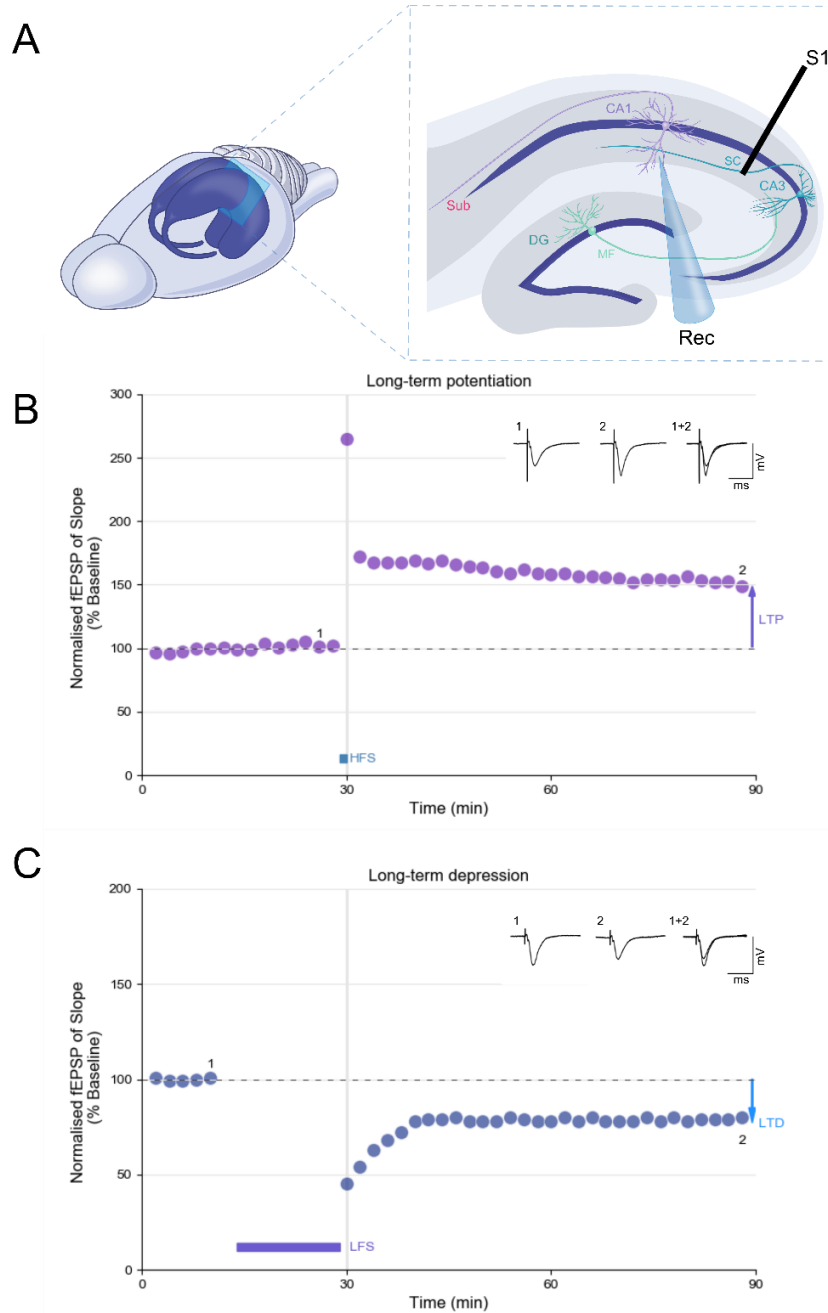 A
S1
CA1
SC
CA3
Sub
DG
MF
Rec
B
Long-term potentiation
300
250
200
150
100
50
0
Normalised fEPSP of Slope
(% Baseline)
1
2
1+2
mV
ms
1
2
LTP
HFS
0
30
60
90
Time (min)
C
Long-term depression
200
150
100
50
0
Normalised fEPSP of Slope
(% Baseline)
1
2
1+2
mV
ms
1
2
LTD
LFS
0
30
60
90
Time (min)